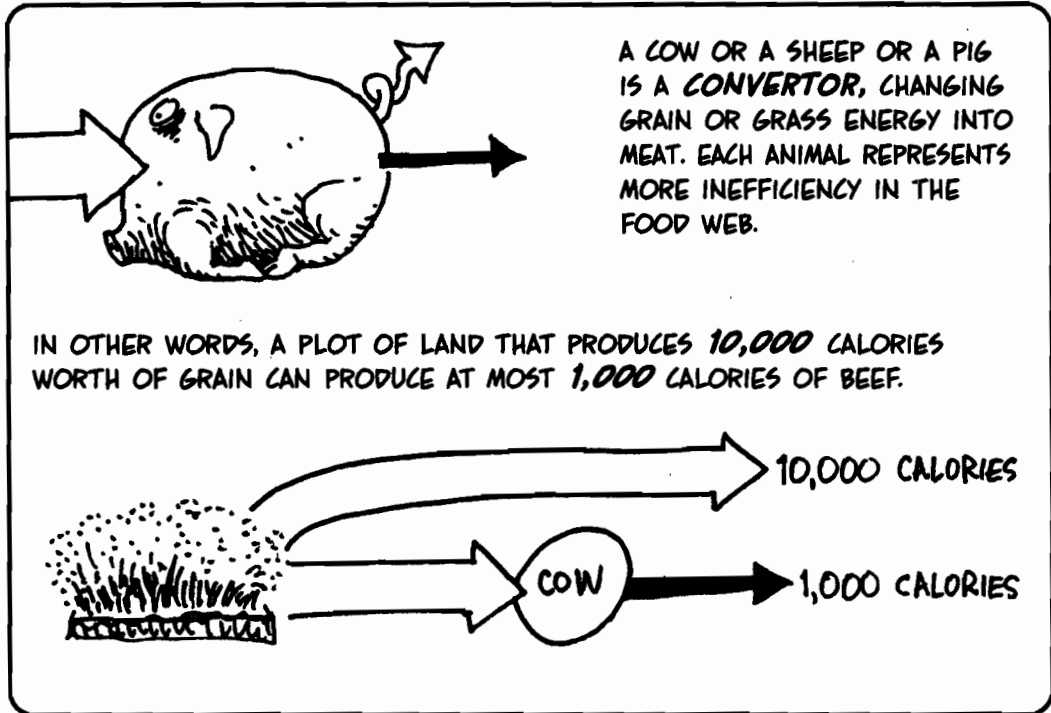 A COW OR A SHEEP OR A PIG
IS A CONVERTOR, CHANGING
GRAIN OR GRASS ENERGY INTO
MEAT. EACH ANIMAL REPRESENTS
MORE INEFFICIENCY IN THE
FOOD WEB.
IN OTHER WORDS, A PLOT OF LAND THAT PRODUCES 10,000 CALORIES
WORTH OF GRAIN CAN PRODUCE AT MOST 1,000 CALORIES OF BEEF.
10,000 CALORIES
COW
1,000 CALORIES